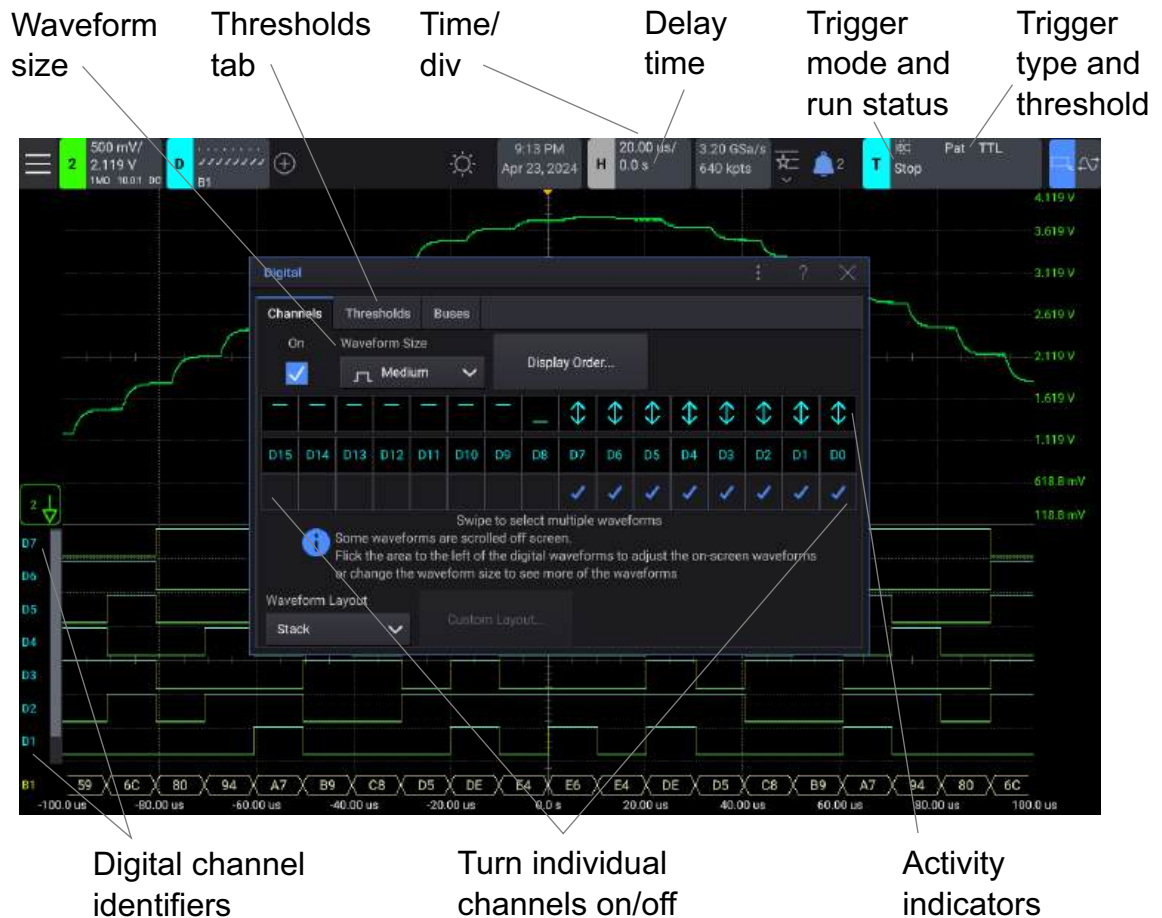 Waveform
size
Thresholds
tab
Time/
div
Delay
time
Trigger
mode and
run status
Trigger
type and
threshold
2
500 mV/
2.119 V
1MΩ 10.0:1 DC
D
B1
9:13 PM
Apr 23, 2024
H
20.00 us/
0.0 s
3.20 GSa/s
640 kpts
2
T
Stop
Pat TTL
4.119 V
3.619 V
3.119 V
2.619 V
2.119 V
1.619 V
1.119 V
618.8 mV
118.8 mV
Digital
?
Channels Thresholds Buses
On Waveform Size
Medium
Display Order...
D15 D14 D13 D12 D11 D10 D9 D8 D7 D6 D5 D4 D3 D2 D1 D0
Swipe to select multiple waveforms
Some waveforms are scrolled off screen.
Flick the area to the left of the digital waveforms to adjust the on-screen waveforms
or change the waveform size to see more of the waveforms
Waveform Layout
Stack
Custom Layout...
2
D7
D6
D5
D4
D3
D2
D1
B1 59 6C 80 94 A7 B9 C8 D5 DE E4 E6 E4 DE D5 C8 B9 A7 94 80 6C
-100.0 us -80.00 us -60.00 us -40.00 us -20.00 us 0.0 s 20.00 us 40.00 us 60.00 us 80.00 us 100.0 us
Digital channel
identifiers
Turn individual
channels on/off
Activity
indicators